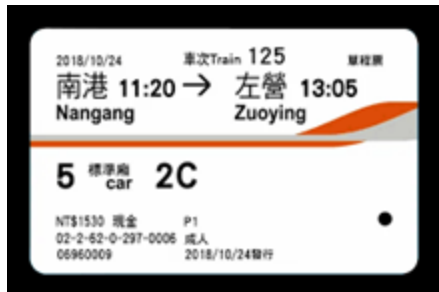 2018/10/24 車次Train 125 單程票
南港 11:20 → 左營 13:05
Nangang Zuoying
5 標準廂 car 2C
NT$1530 現金 P1
02-2-62-0-297-0006 成人
06960009 2018/10/24發行